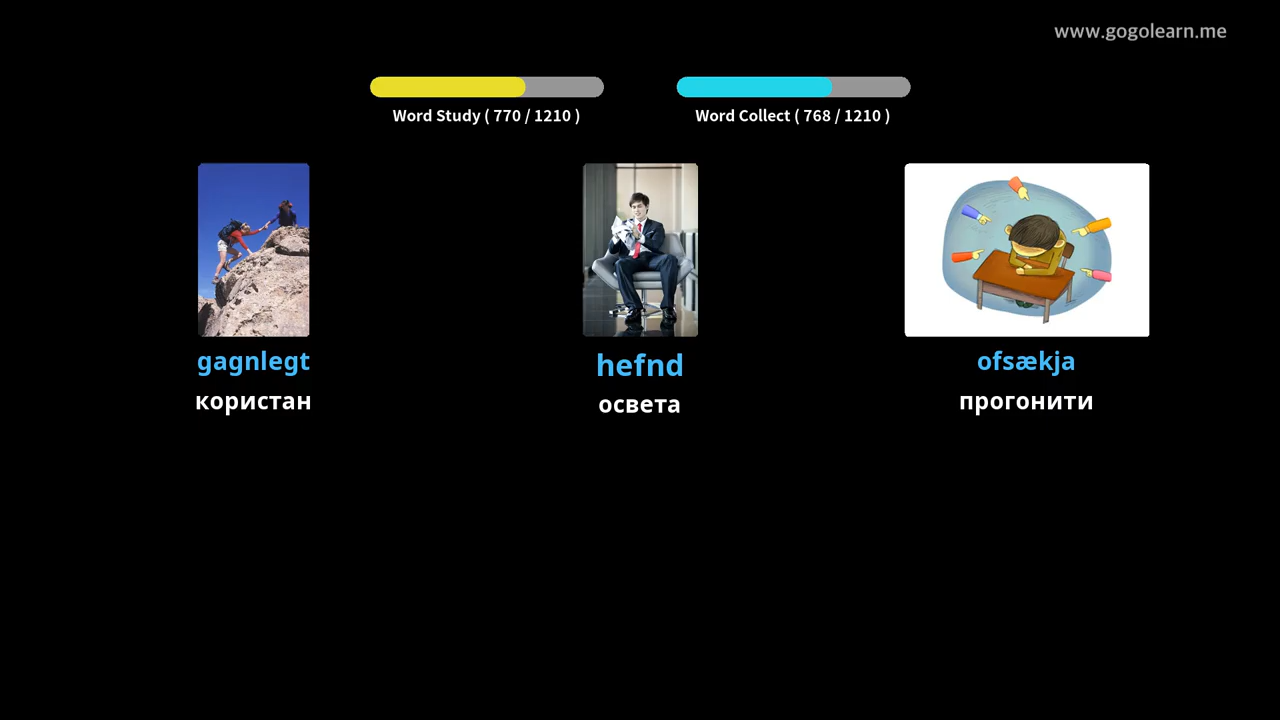 www.gogolearn.me
Word Study ( 770 / 1210 )
Word Collect ( 768 / 1210 )
gagnlegt
користан
hefnd
освета
ofsækja
прогонити